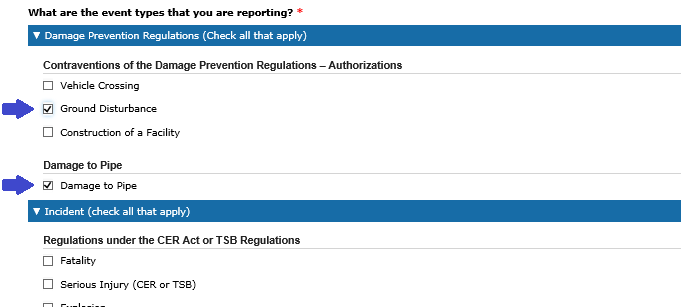 What are the event types that you are reporting? *
▼ Damage Prevention Regulations (Check all that apply)
Contraventions of the Damage Prevention Regulations – Authorizations
Vehicle Crossing
Ground Disturbance
Construction of a Facility
Damage to Pipe
Damage to Pipe
▼ Incident (check all that apply)
Regulations under the CER Act or TSB Regulations
Fatality
Serious Injury (CER or TSB)